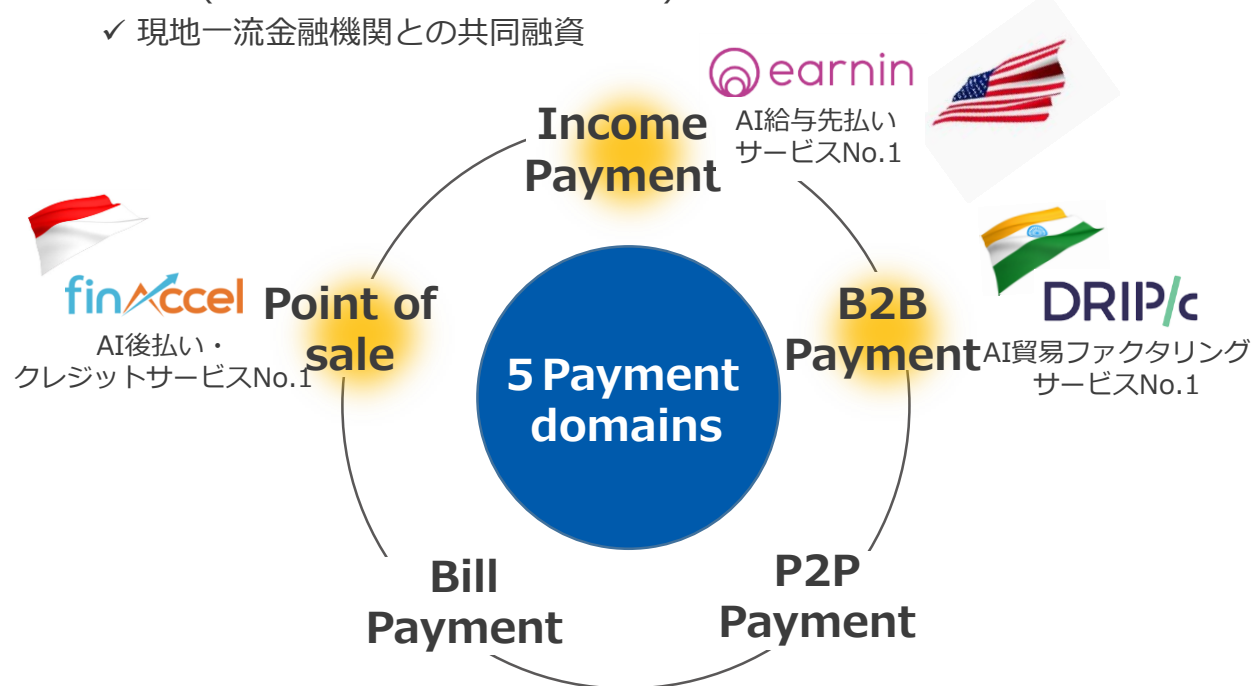 ✓ 現地一流金融機関との共同融資
earnin
AI給与先払い
サービスNo.1
Income
Payment
finAccel
AI後払い・
クレジットサービスNo.1
Point of
sale
B2B
Payment
DRIP/c
AI貿易ファクタリング
サービスNo.1
5 Payment
domains
Bill
Payment
P2P
Payment